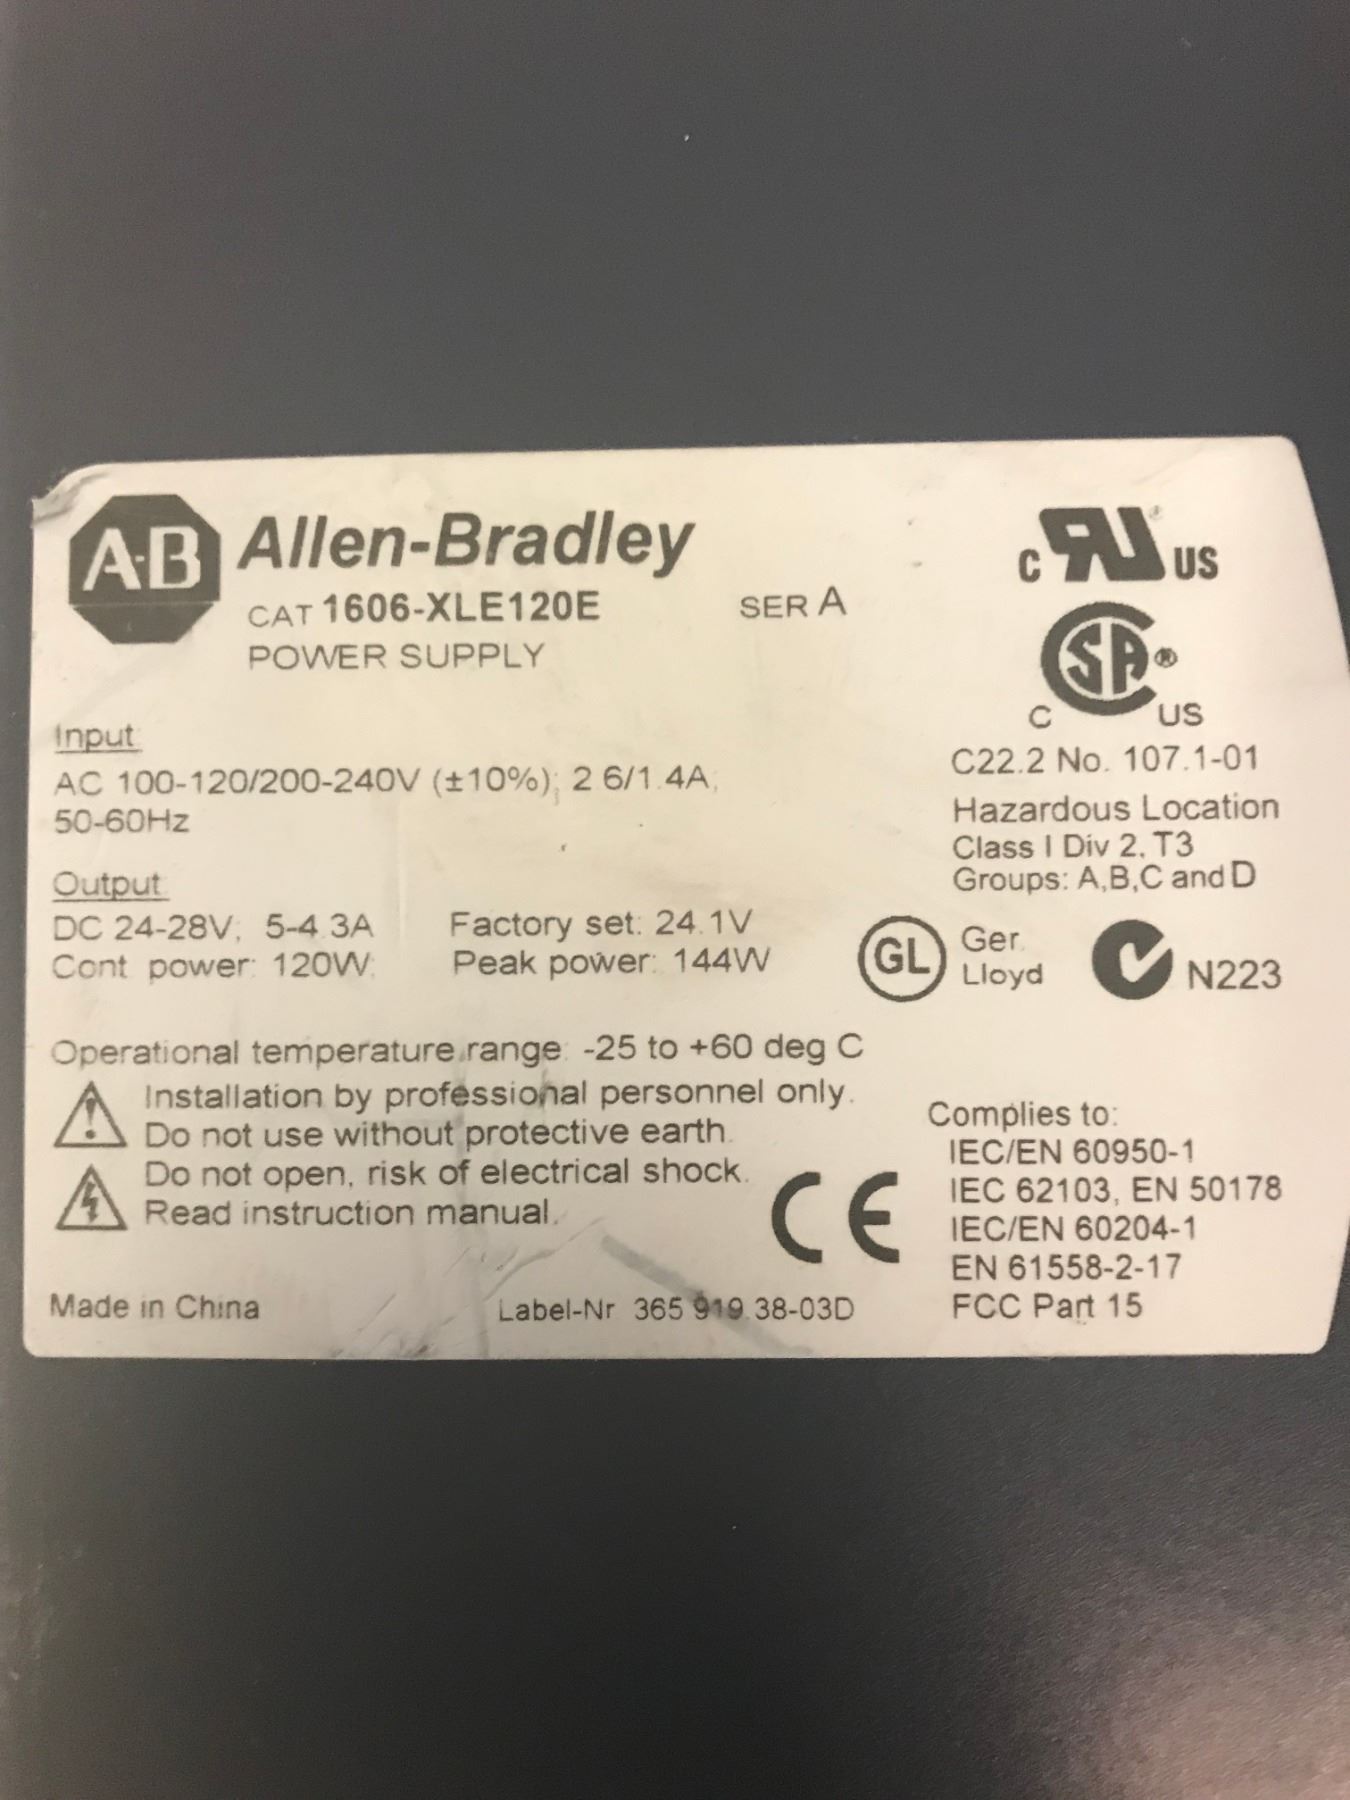 A-B Allen-Bradley
CAT 1606-XLE120E SER A
POWER SUPPLY
Input
AC 100-120/200-240V (±10%); 2.6/1.4A;
50-60Hz
Output
DC 24-28V; 5-4.3A Factory set: 24.1V
Cont power: 120W; Peak power: 144W
Operational temperature range: -25 to +60 deg C
Installation by professional personnel only.
Do not use without protective earth.
Do not open, risk of electrical shock.
Read instruction manual.
CE
Made in China Label-Nr 365.919.38-03D
C RU US
SA®
C US
C22.2 No. 107.1-01
Hazardous Location
Class I Div 2, T3
Groups: A,B,C and D
GL Ger.
Lloyd
N223
Complies to:
IEC/EN 60950-1
IEC 62103, EN 50178
IEC/EN 60204-1
EN 61558-2-17
FCC Part 15